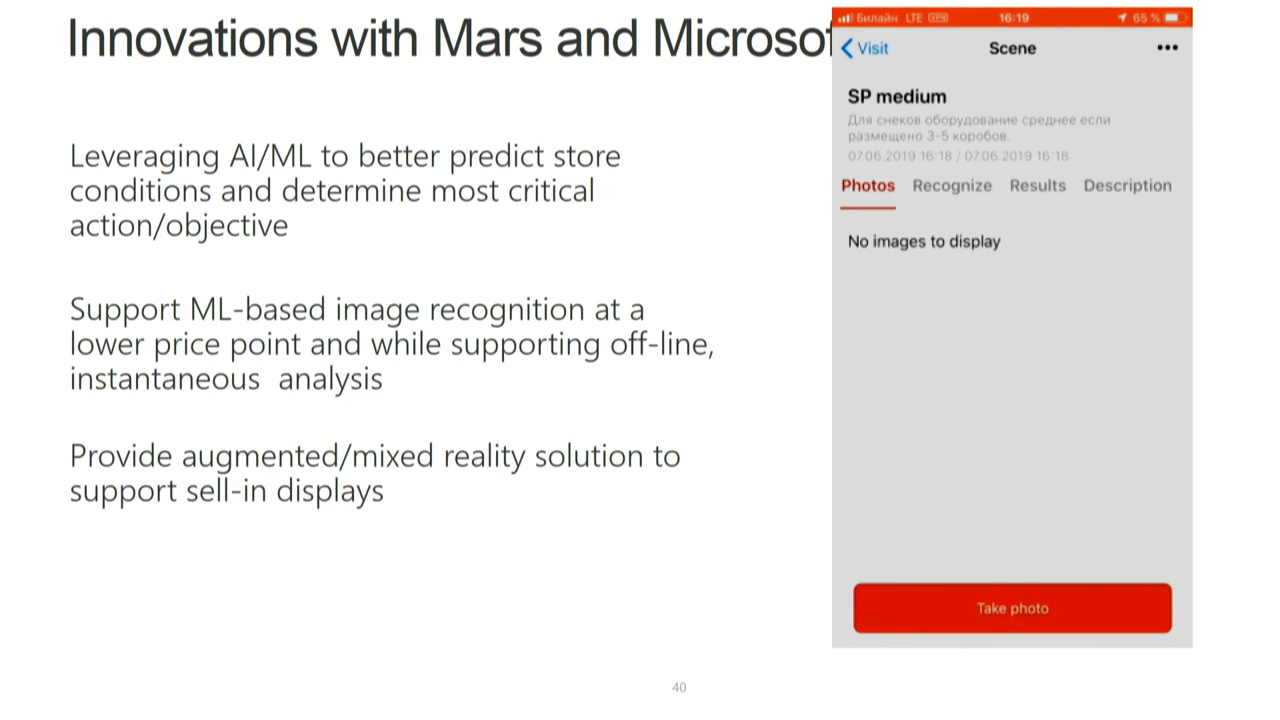 Innovations with Mars and Microsof
Leveraging AI/ML to better predict store
conditions and determine most critical
action/objective
Support ML-based image recognition at a
lower price point and while supporting off-line,
instantaneous analysis
Provide augmented/mixed reality solution to
support sell-in displays
40
Билайн LTE VPN 16:19 65 %
Visit Scene
SP medium
Для снеков оборудование среднее если
размещено 3-5 коробов.
07.06.2019 16:18 / 07.06.2019 16:18
Photos Recognize Results Description
No images to display
Take photo